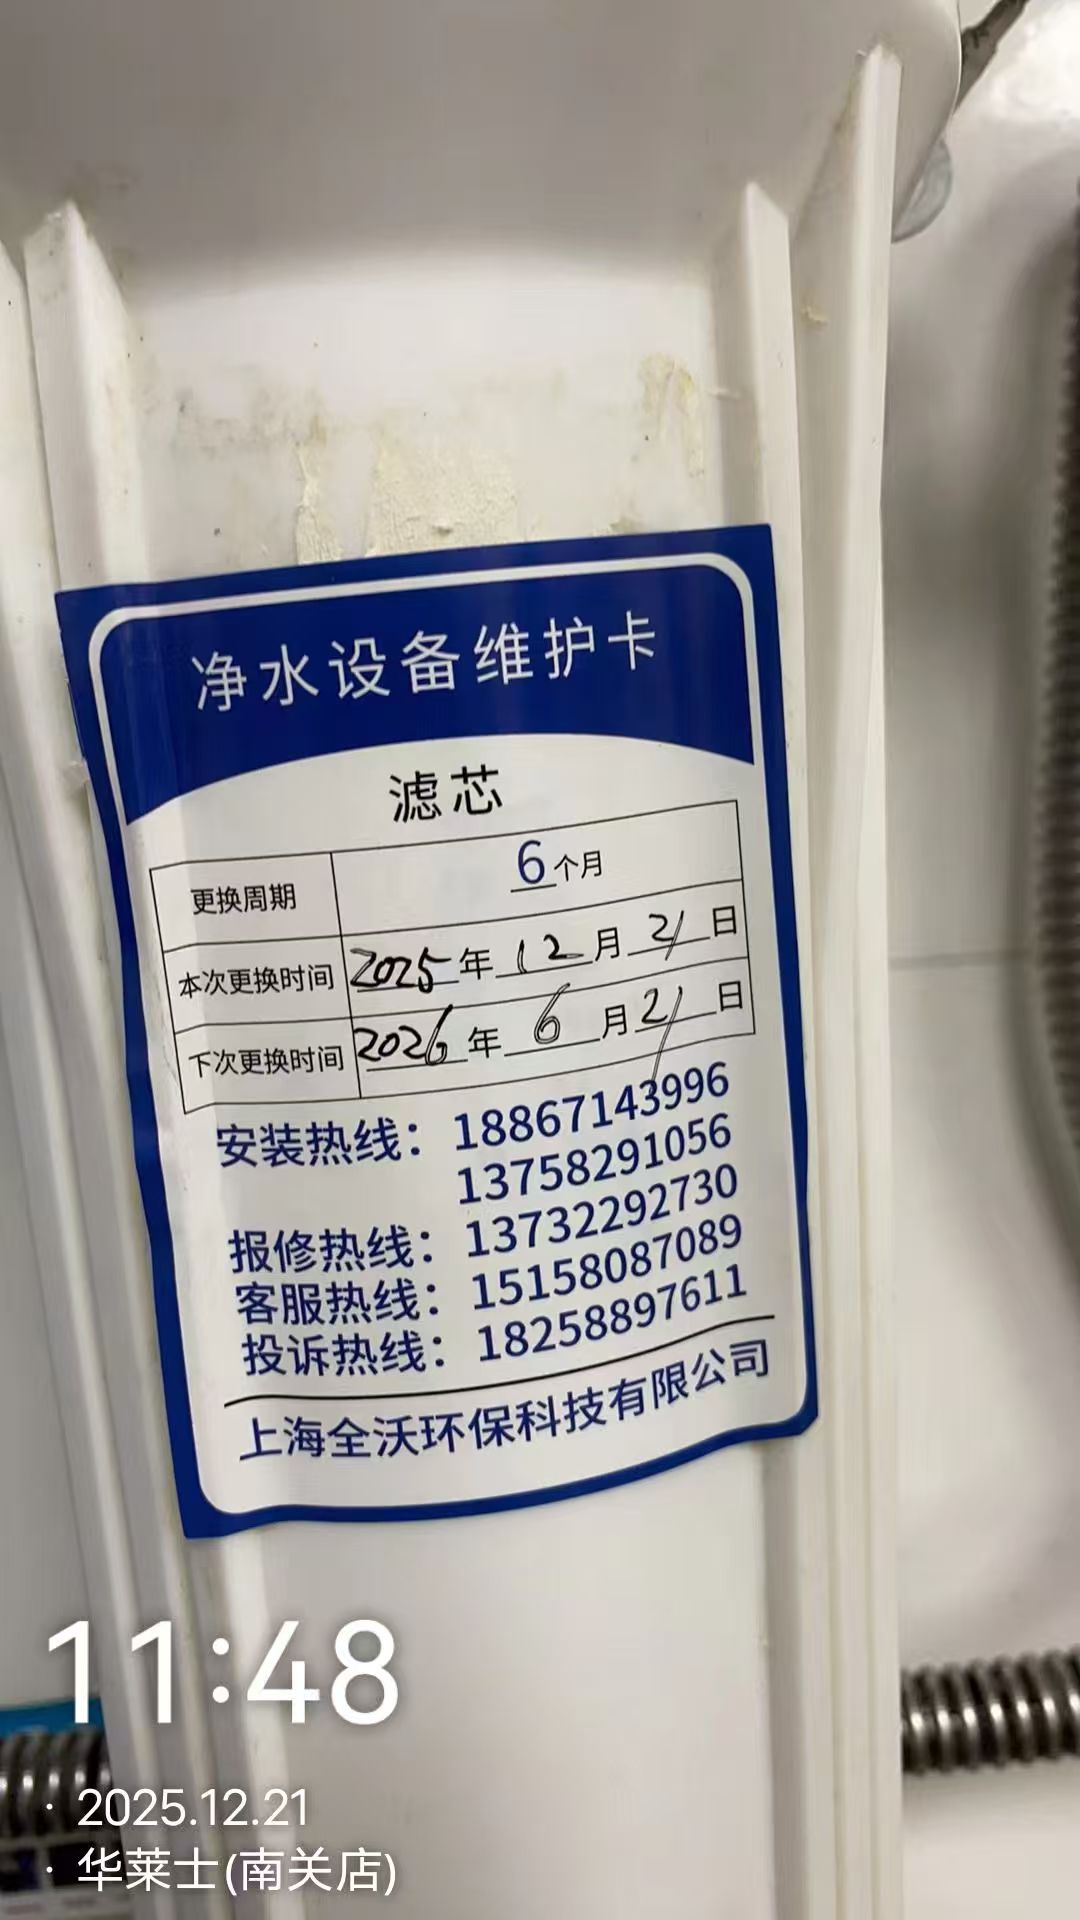 净水设备维护卡
滤芯
更换周期 6个月
本次更换时间 2025年12月21日
下次更换时间 2026年6月21日
安装热线：18867143996
13758291056
报修热线：13732292730
客服热线：15158087089
投诉热线：18258897611
上海全沃环保科技有限公司
11:48
· 2025.12.21
· 华莱士(南关店)